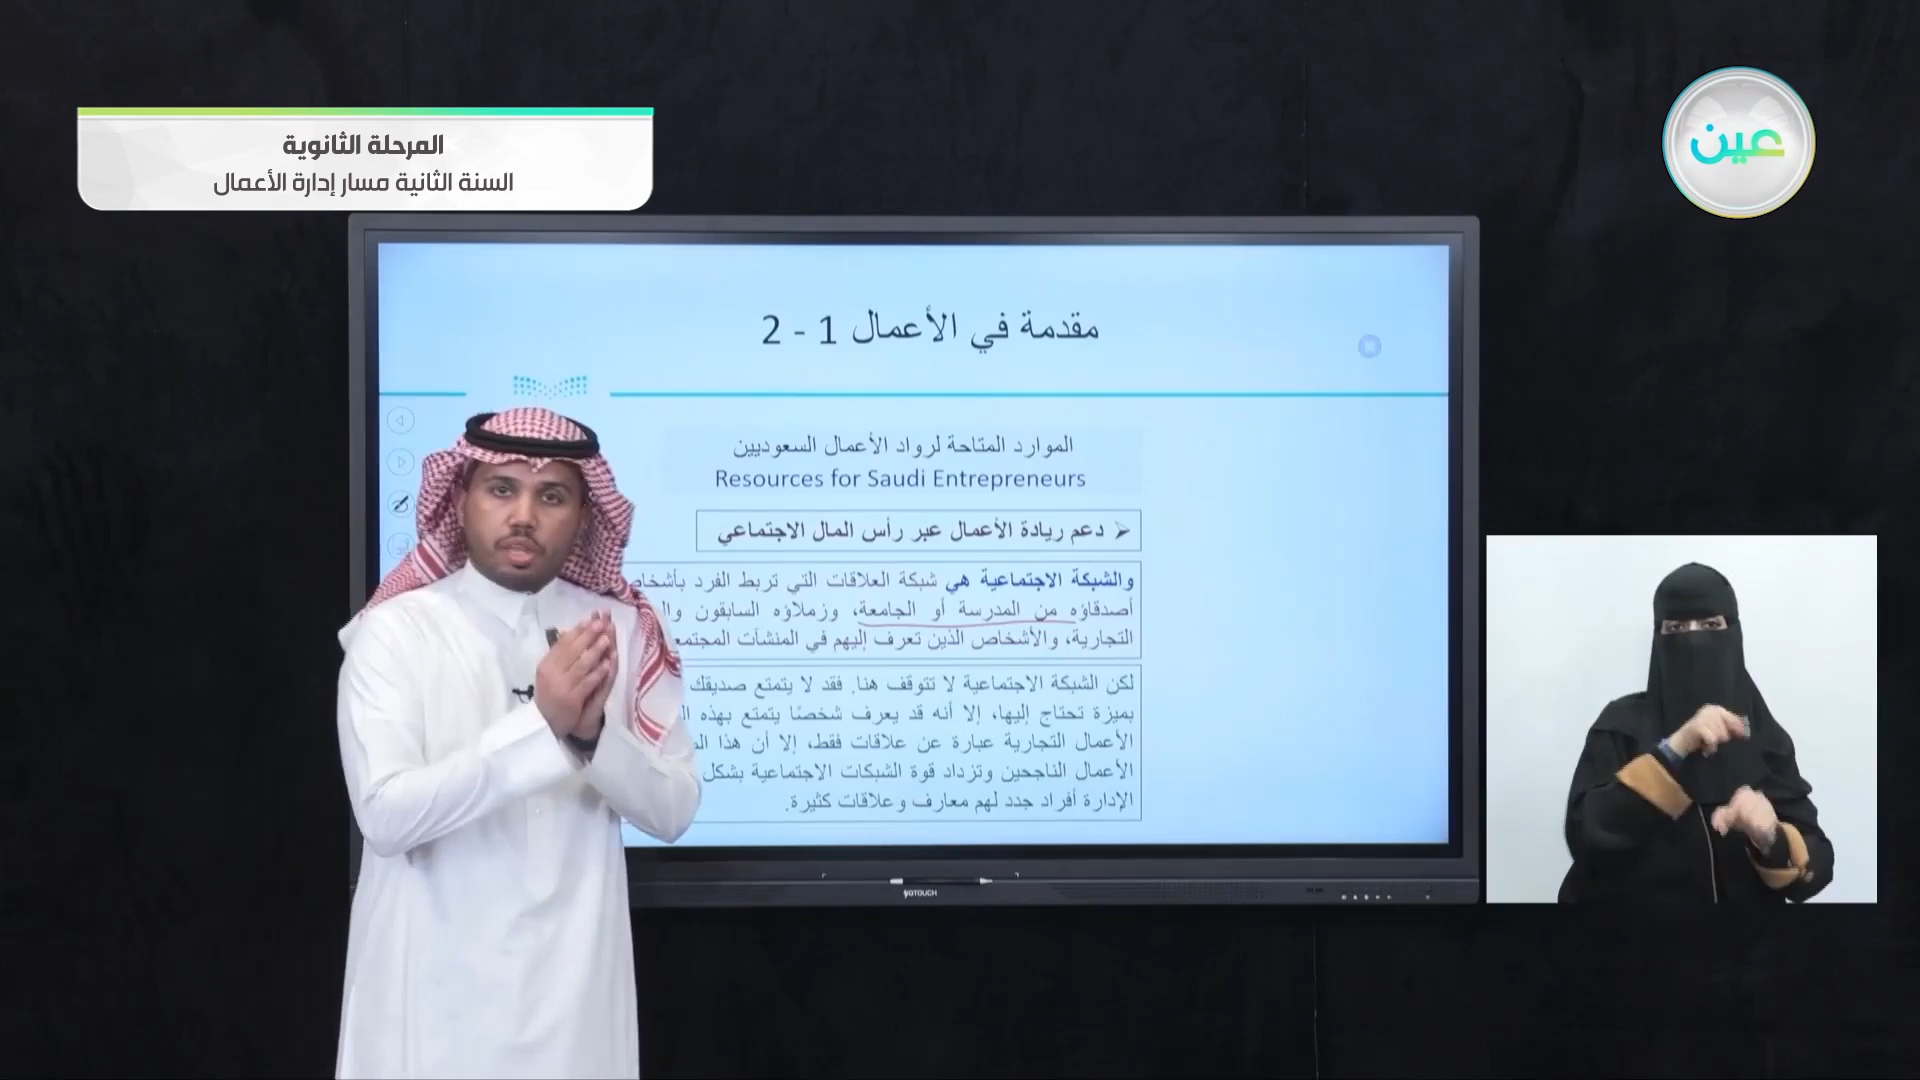 المرحلة الثانوية
السنة الثانية مسار إدارة الأعمال
عين
مقدمة في الأعمال 1 - 2
الموارد المتاحة لرواد الأعمال السعوديين
Resources for Saudi Entrepreneurs
دعم ريادة الأعمال عبر رأس المال الاجتماعي
والشبكة الاجتماعية هي شبكة العلاقات التي تربط الفرد
أصدقاؤه من المدرسة أو الجامعة، وزملاؤه السابقون
التجارية، والأشخاص الذين تعرف إليهم في المنشآت
لكن الشبكة الاجتماعية لا تتوقف هنا. فقد لا يتمتع صديقك
بميزة تحتاج إليها، إلا أنه قد يعرف شخصًا يتمتع بهذه
الأعمال التجارية عبارة عن علاقات فقط، إلا أن هذا
الأعمال الناجحين وتزداد قوة الشبكات الاجتماعية بشكل
الإدارة أفراد جدد لهم معارف وعلاقات كثيرة.
YOTOUCH